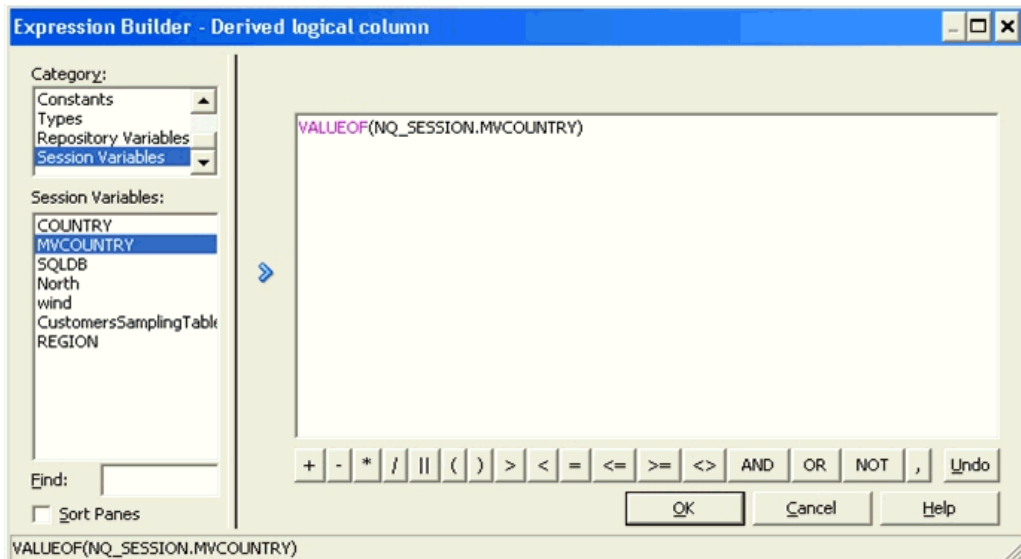 Expression Builder - Derived logical column
Category:
Constants
Types
Repository Variables
Session Variables
Session Variables:
COUNTRY
MVCOUNTRY
SQLDB
North
wind
CustomersSamplingTable
REGION
Find:
Sort Panes
VALUEOF(NQ_SESSION.MVCOUNTRY)
+ - * / || ( ) > < = <= >= <> AND OR NOT , Undo
OK Cancel Help
VALUEOF(NQ_SESSION.MVCOUNTRY)